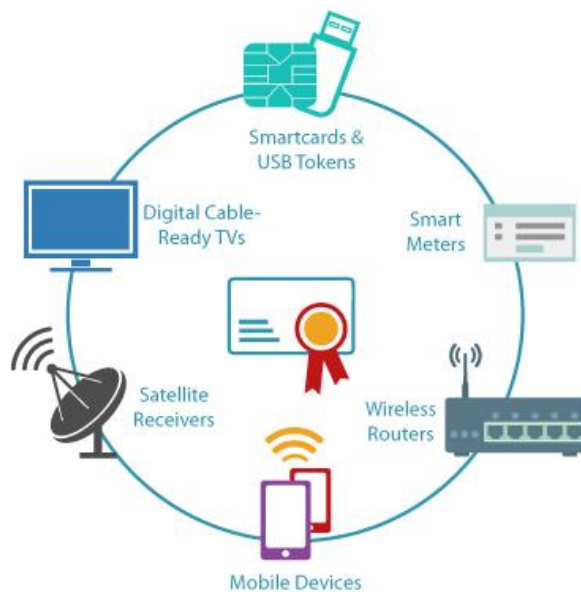 Smartcards &
USB Tokens
Digital Cable-
Ready TVs
Smart
Meters
Satellite
Receivers
Wireless
Routers
Mobile Devices